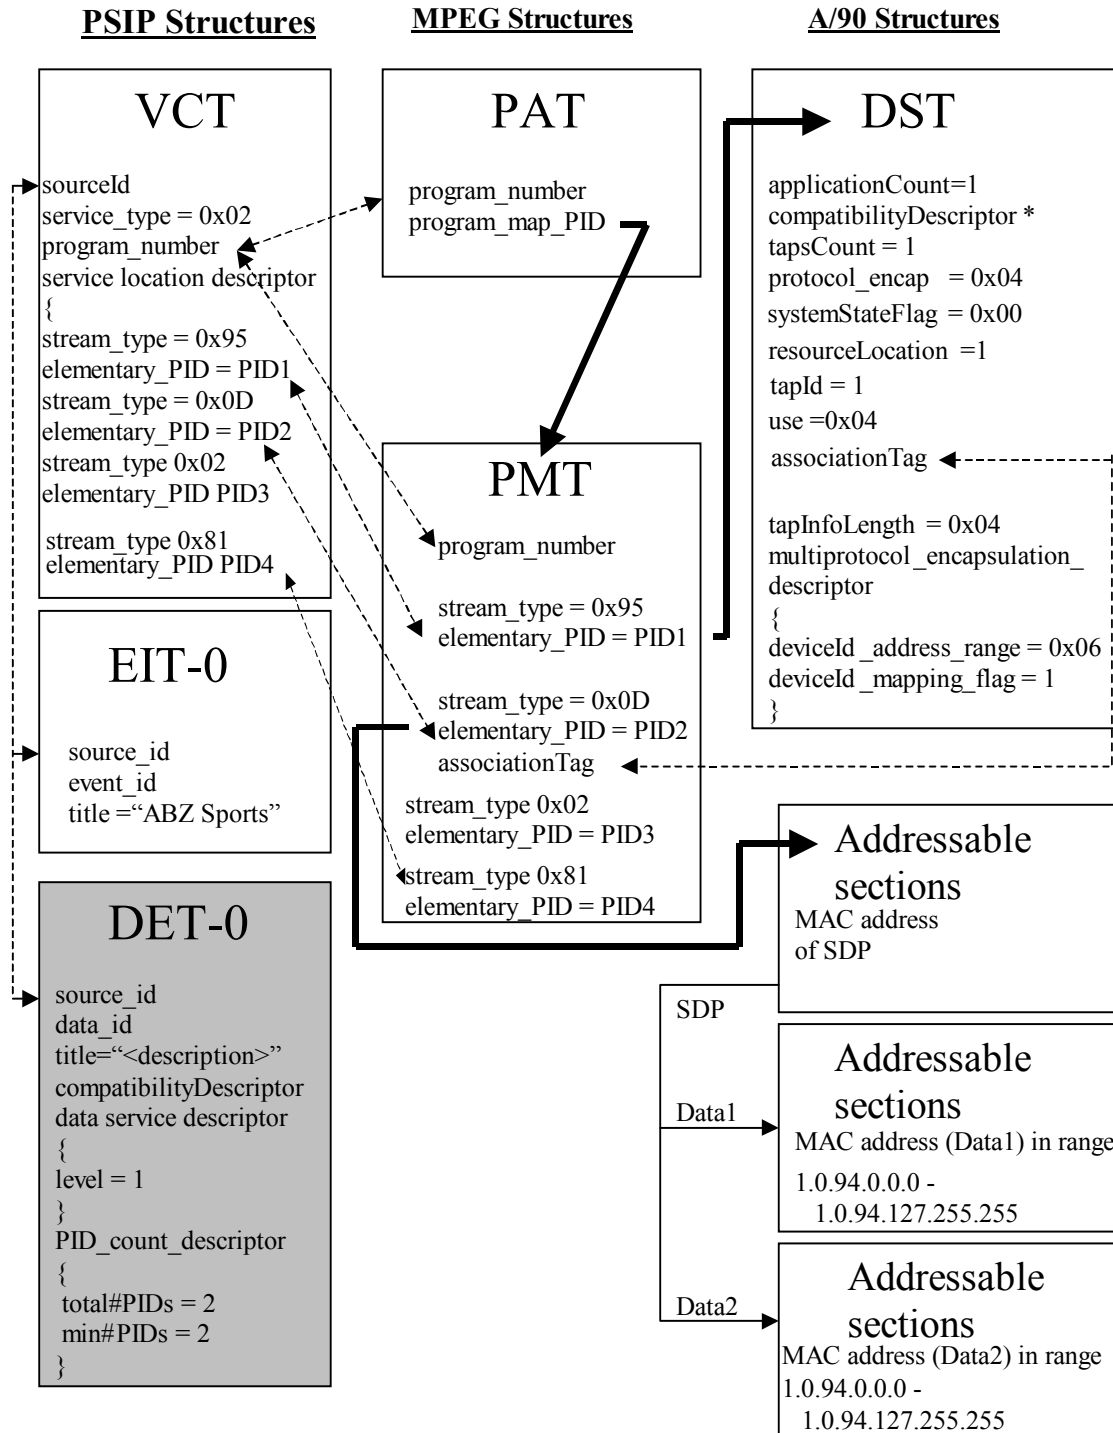 PSIP Structures
MPEG Structures
A/90 Structures
VCT
sourceId
service_type = 0x02
program_number
service location descriptor
{
stream_type = 0x95
elementary_PID = PID1
stream_type = 0x0D
elementary_PID = PID2
stream_type 0x02
elementary_PID PID3
stream_type 0x81
elementary_PID PID4
EIT-0
source_id
event_id
title =“ABZ Sports”
DET-0
source_id
data_id
title=“<description>”
compatibilityDescriptor
data service descriptor
{
level = 1
}
PID_count_descriptor
{
total#PIDs = 2
min#PIDs = 2
}
PAT
program_number
program_map_PID
PMT
program_number
stream_type = 0x95
elementary_PID = PID1
stream_type = 0x0D
elementary_PID = PID2
associationTag
stream_type 0x02
elementary_PID = PID3
stream_type 0x81
elementary_PID = PID4
DST
applicationCount=1
compatibilityDescriptor *
tapsCount = 1
protocol_encap = 0x04
systemStateFlag = 0x00
resourceLocation =1
tapId = 1
use =0x04
associationTag
tapInfoLength = 0x04
multiprotocol_encapsulation_
descriptor
{
deviceId_address_range = 0x06
deviceId_mapping_flag = 1
}
Addressable
sections
MAC address
of SDP
SDP
Addressable
sections
Data1
MAC address (Data1) in range
1.0.94.0.0.0 -
1.0.94.127.255.255
Addressable
sections
Data2
MAC address (Data2) in range
1.0.94.0.0.0 -
1.0.94.127.255.255